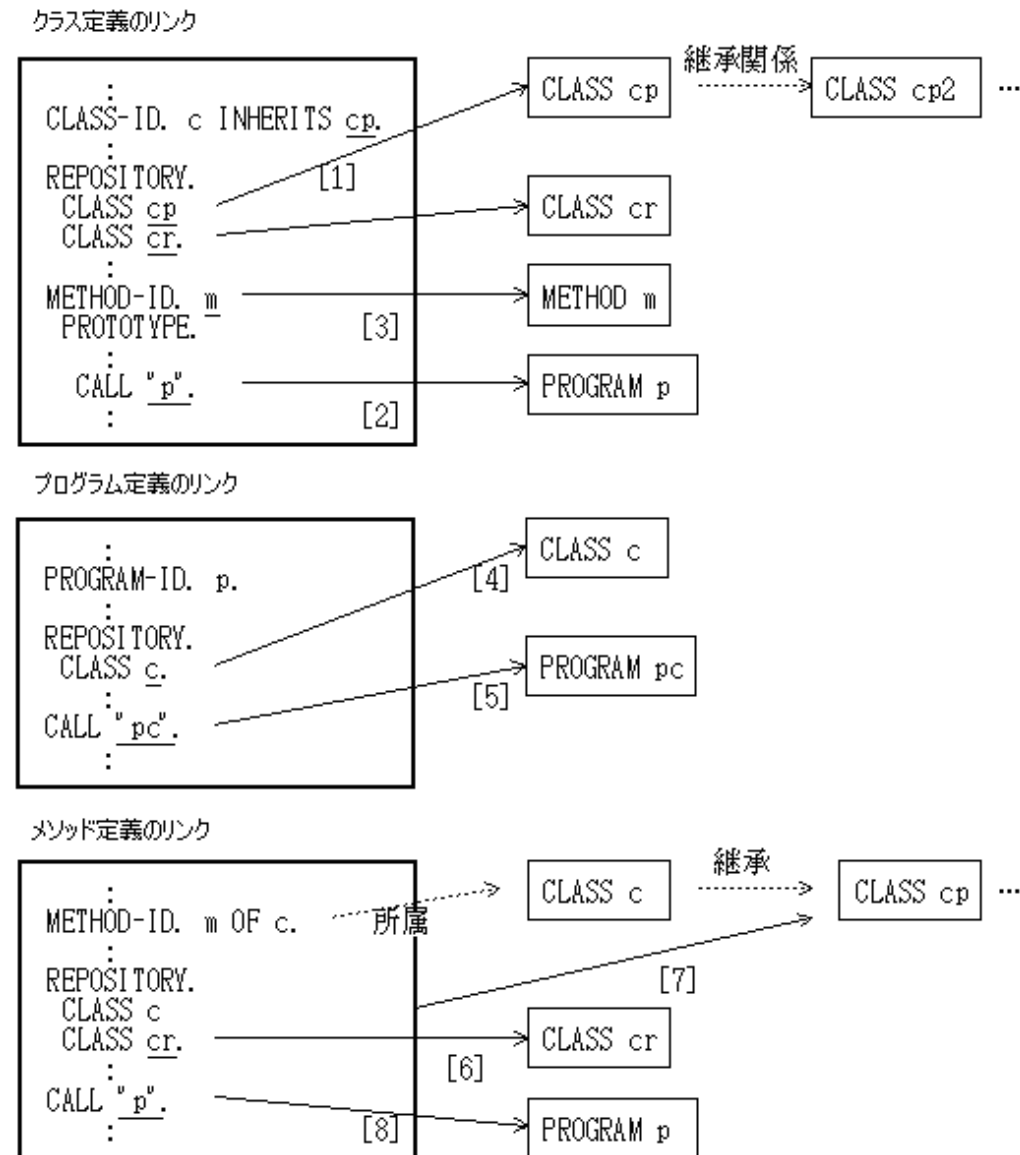 クラス定義のリンク
:
CLASS-ID. c INHERITS cp.
:
REPOSITORY.
CLASS cp
CLASS cr.
:
METHOD-ID. m
PROTOTYPE.
:
CALL "p".
:
[1]
[3]
[2]
CLASS cp
継承関係
CLASS cp2
…
CLASS cr
METHOD m
PROGRAM p
プログラム定義のリンク
:
PROGRAM-ID. p.
:
REPOSITORY.
CLASS c.
:
CALL "pc".
:
[4]
[5]
CLASS c
PROGRAM pc
メソッド定義のリンク
:
METHOD-ID. m OF c.
:
REPOSITORY.
CLASS c
CLASS cr.
:
CALL "p".
:
所属
CLASS c
継承
CLASS cp
…
[7]
CLASS cr
[6]
[8]
PROGRAM p